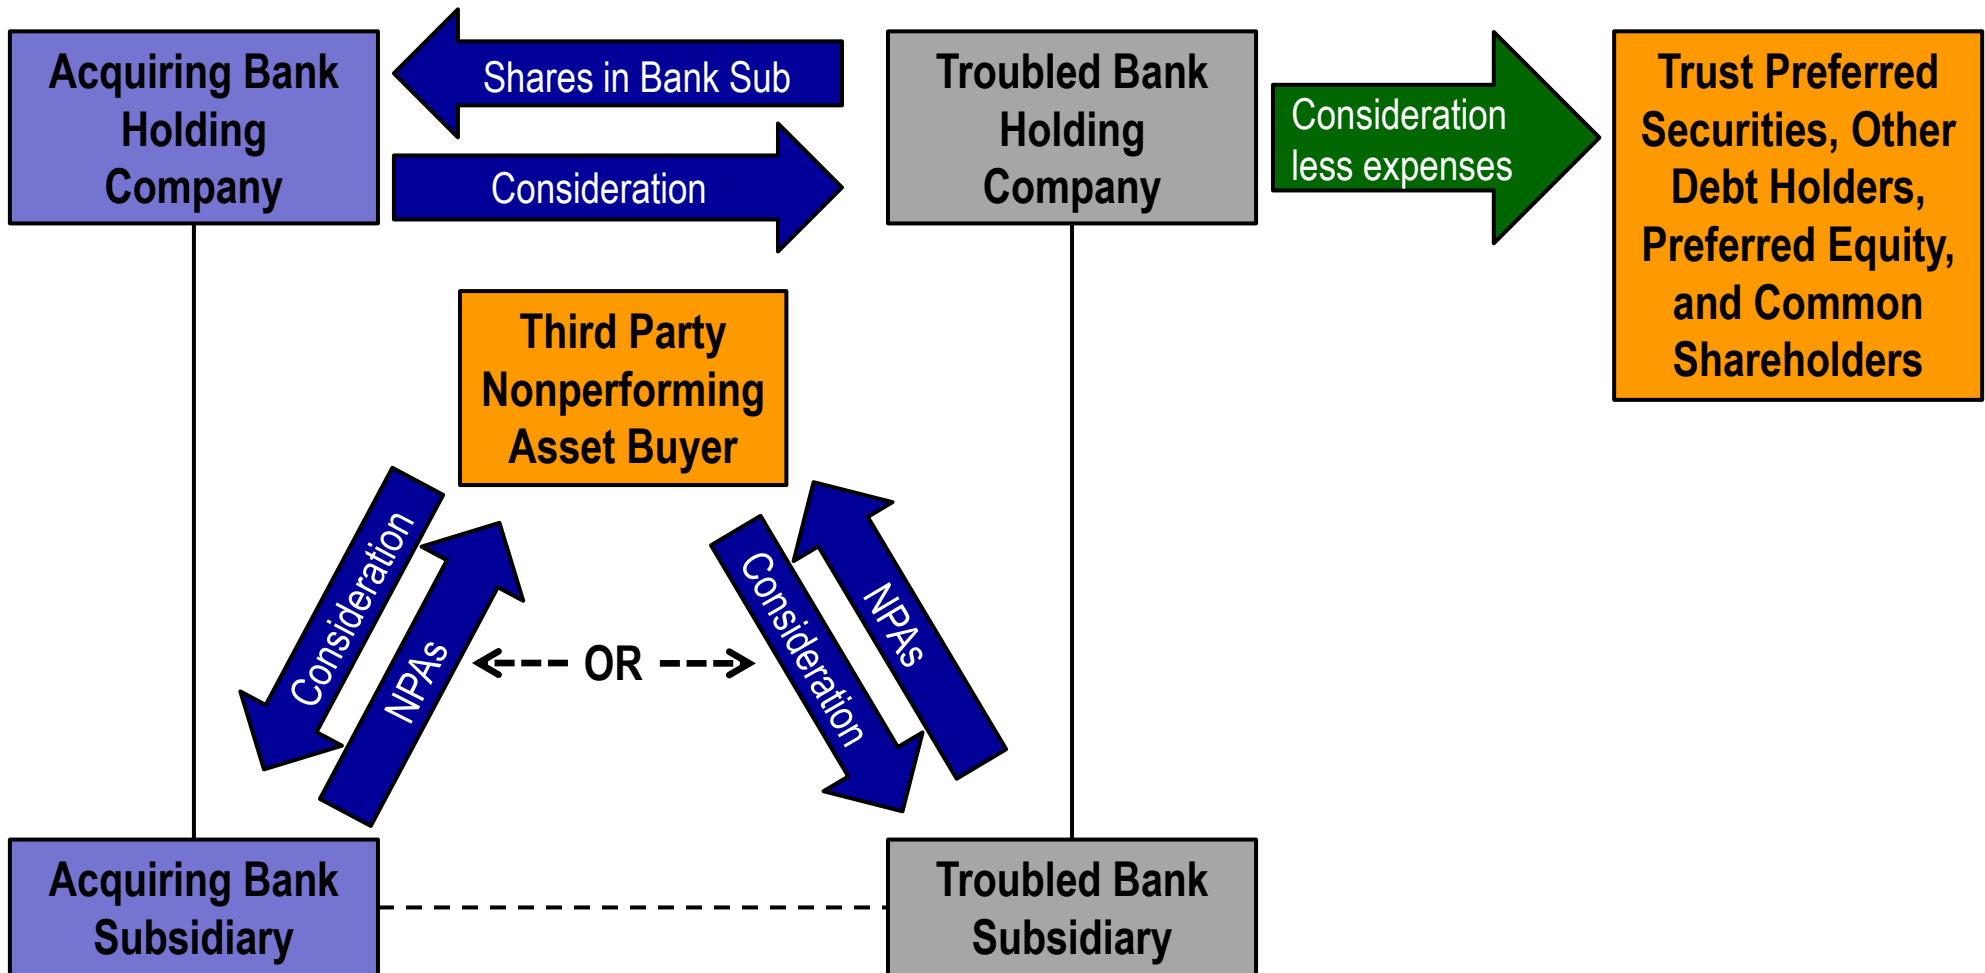 Acquiring Bank
Holding
Company
Shares in Bank Sub
Consideration
Troubled Bank
Holding
Company
Consideration
less expenses
Trust Preferred
Securities, Other
Debt Holders,
Preferred Equity,
and Common
Shareholders
Third Party
Nonperforming
Asset Buyer
Consideration
NPAs
OR
Consideration
NPAs
Acquiring Bank
Subsidiary
Troubled Bank
Subsidiary